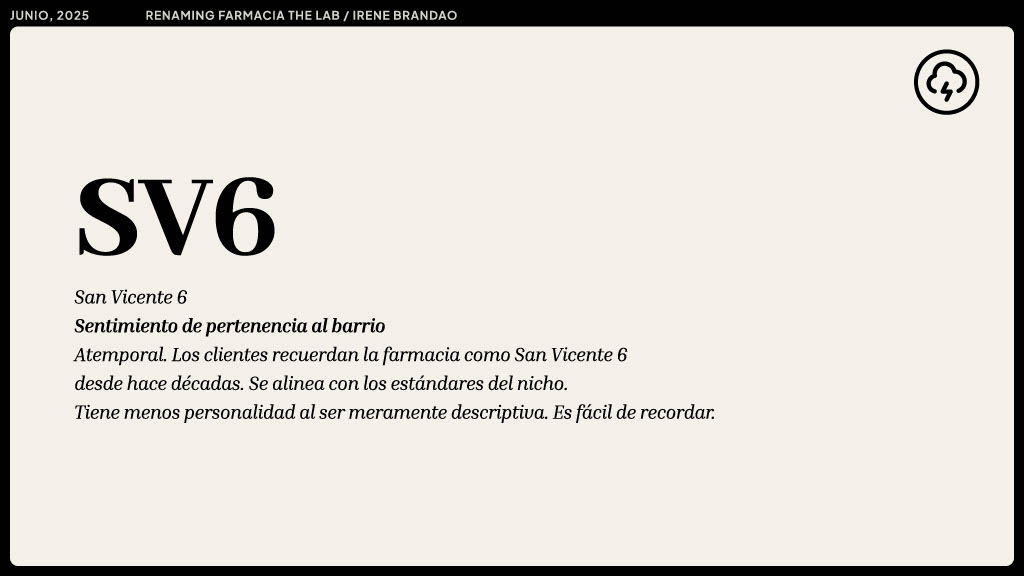 JUNIO, 2025 RENAMING FARMACIA THE LAB / IRENE BRANDAO
SV6
San Vicente 6
Sentimiento de pertenencia al barrio
Atemporal. Los clientes recuerdan la farmacia como San Vicente 6
desde hace décadas. Se alinea con los estándares del nicho.
Tiene menos personalidad al ser meramente descriptiva. Es fácil de recordar.